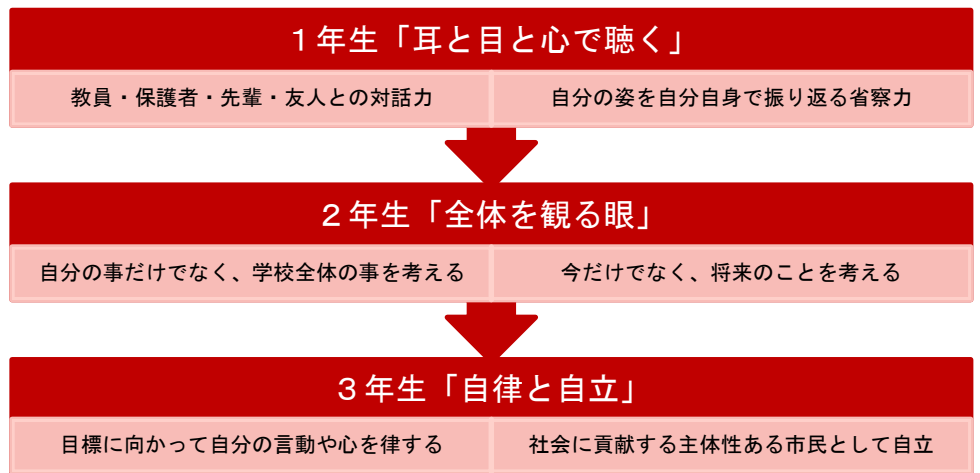 １年生「耳と目と心で聴く」
教員・保護者・先輩・友人との対話力
自分の姿を自分自身で振り返る省察力
２年生「全体を観る眼」
自分の事だけでなく、学校全体の事を考える
今だけでなく、将来のことを考える
３年生「自律と自立」
目標に向かって自分の言動や心を律する
社会に貢献する主体性ある市民として自立